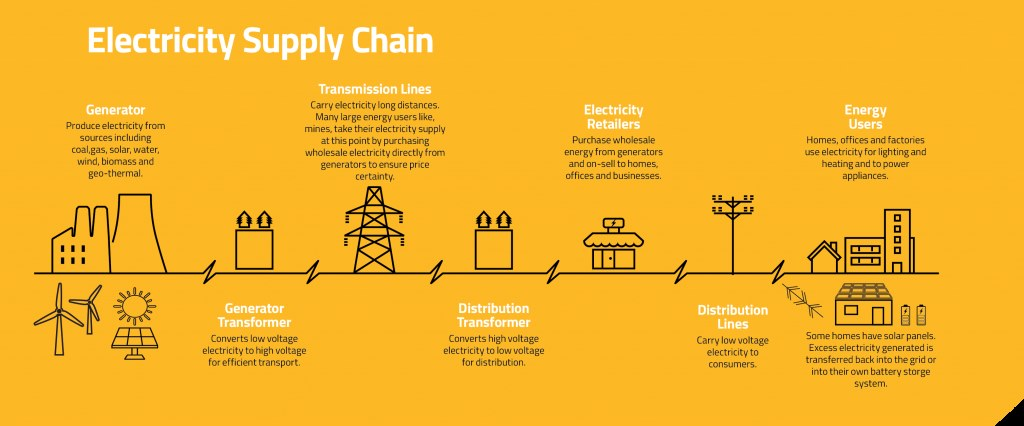 Electricity Supply Chain
Generator
Produce electricity from
sources including
coal,gas, solar, water,
wind, biomass and
geo-thermal.
Transmission Lines
Carry electricity long distances.
Many large energy users like,
mines, take their electricity supply
at this point by purchasing
wholesale electricity directly from
generators to ensure price
certainty.
Electricity
Retailers
Purchase wholesale
energy from generators
and on-sell to homes,
offices and businesses.
Energy
Users
Homes, offices and factories
use electricity for lighting and
heating and to power
appliances.
Generator
Transformer
Converts low voltage
electricity to high voltage
for efficient transport.
Distribution
Transformer
Converts high voltage
electricity to low voltage
for distribution.
Distribution
Lines
Carry low voltage
electricity to
consumers.
Some homes have solar panels.
Excess electricity generated is
transferred back into the grid or
into their own battery storge
system.